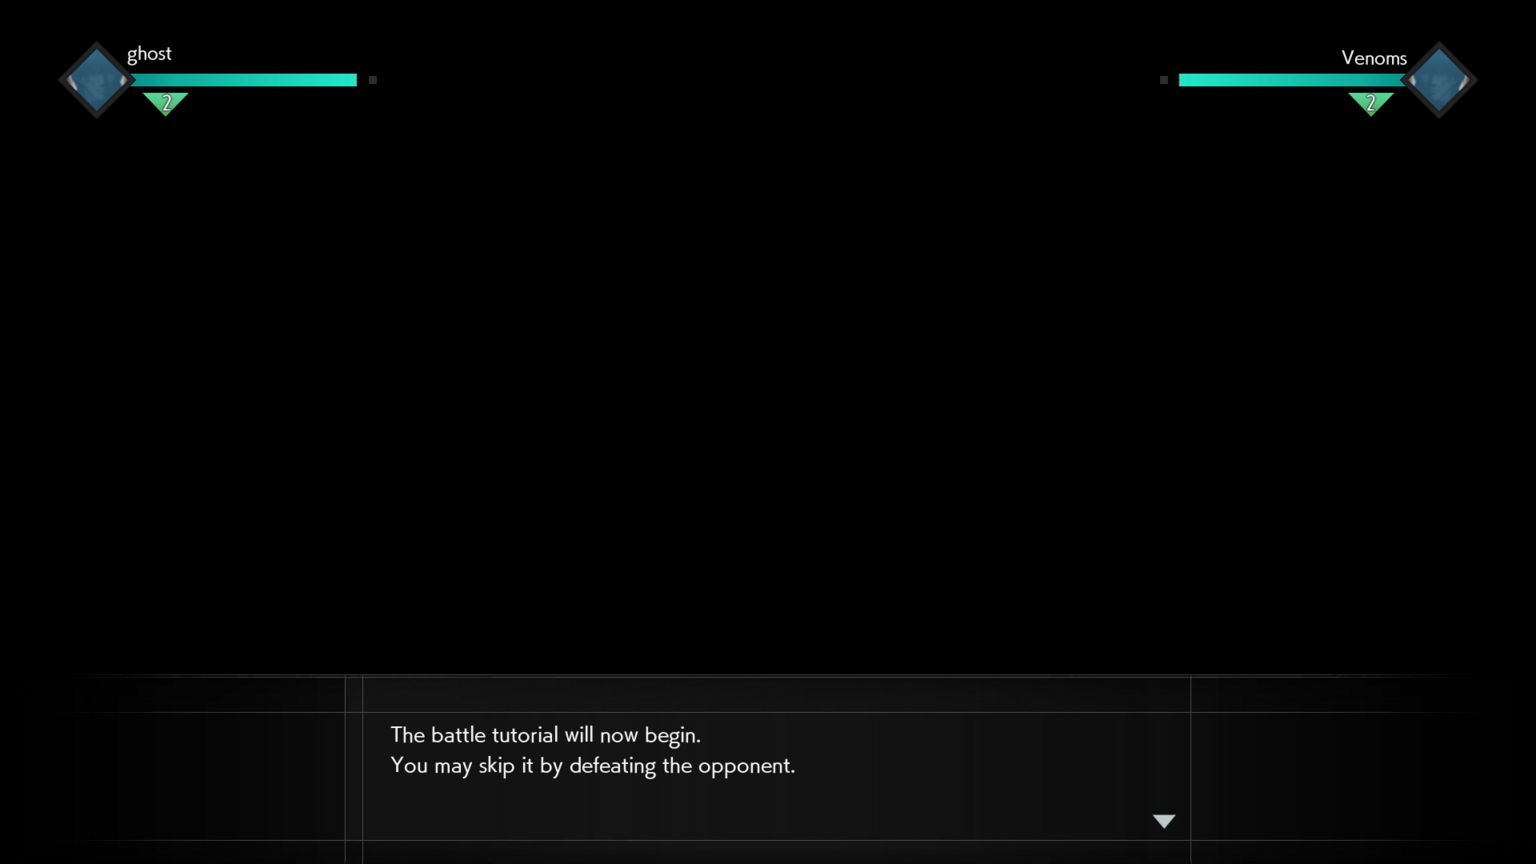 ghost
Venoms
2
2
The battle tutorial will now begin.
You may skip it by defeating the opponent.